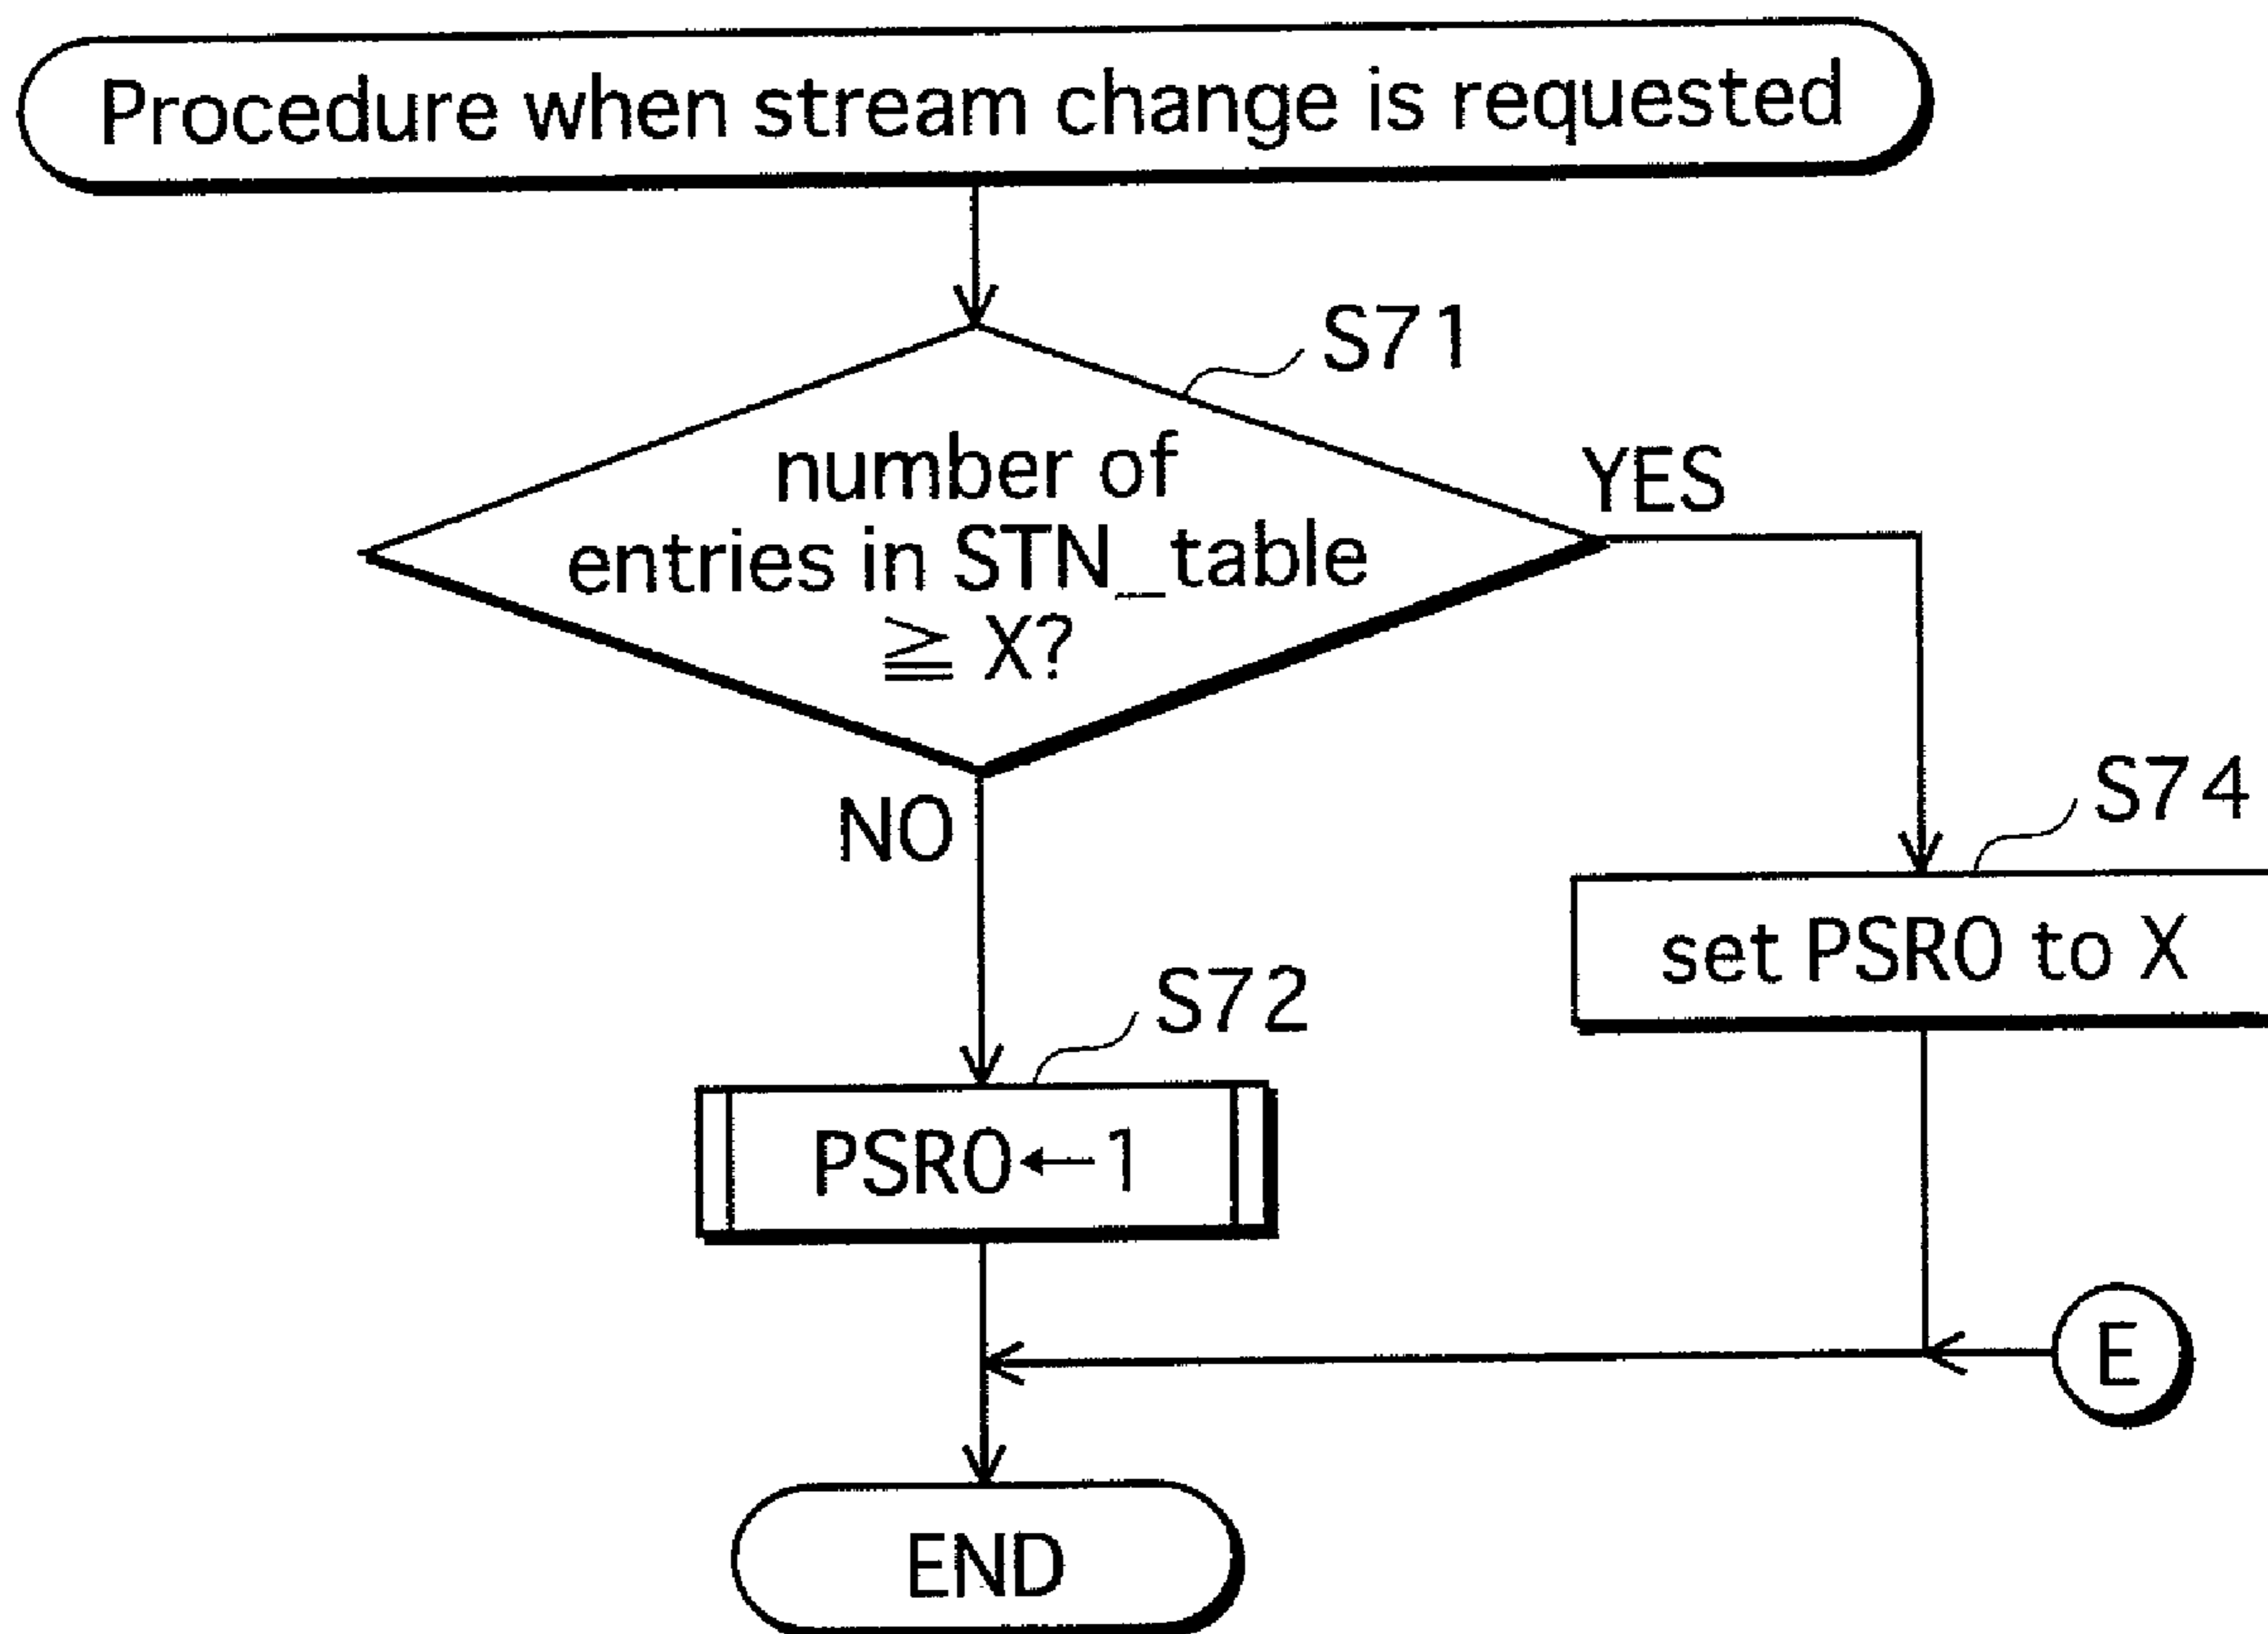 Procedure when stream change is requested
S71
number of
entries in STN_table
≧ X?
YES
NO
S74
set PSR0 to X
S72
PSR0←1
E
END